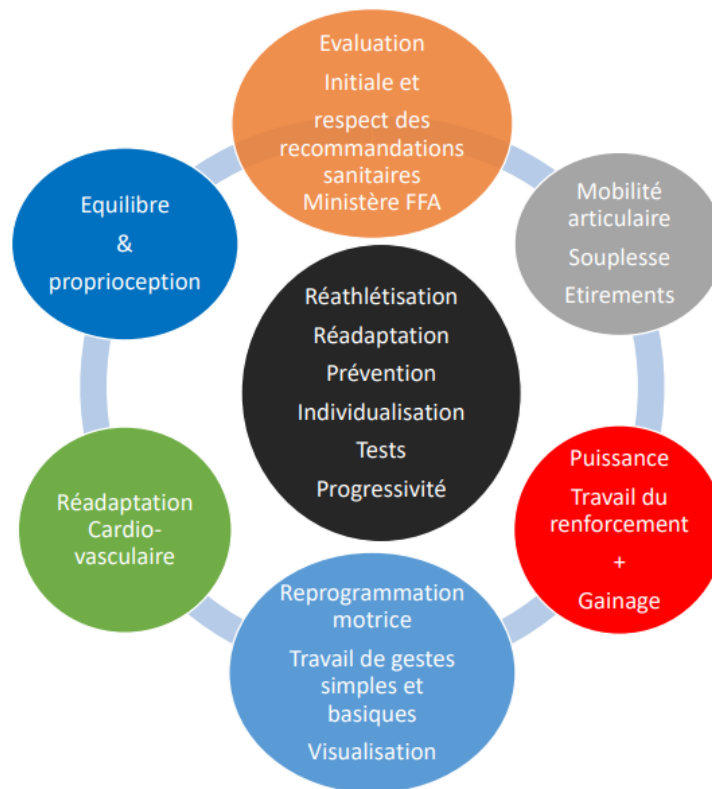 Evaluation
Initiale et
respect des
recommandations
sanitaires
Ministère FFA
Mobilité
articulaire
Souplesse
Etirements
Puissance
Travail du
renforcement
+
Gainage
Reprogrammation
motrice
Travail de gestes
simples et
basiques
Visualisation
Réadaptation
Cardio-
vasculaire
Equilibre
&
proprioception
Réathlétisation
Réadaptation
Prévention
Individualisation
Tests
Progressivité